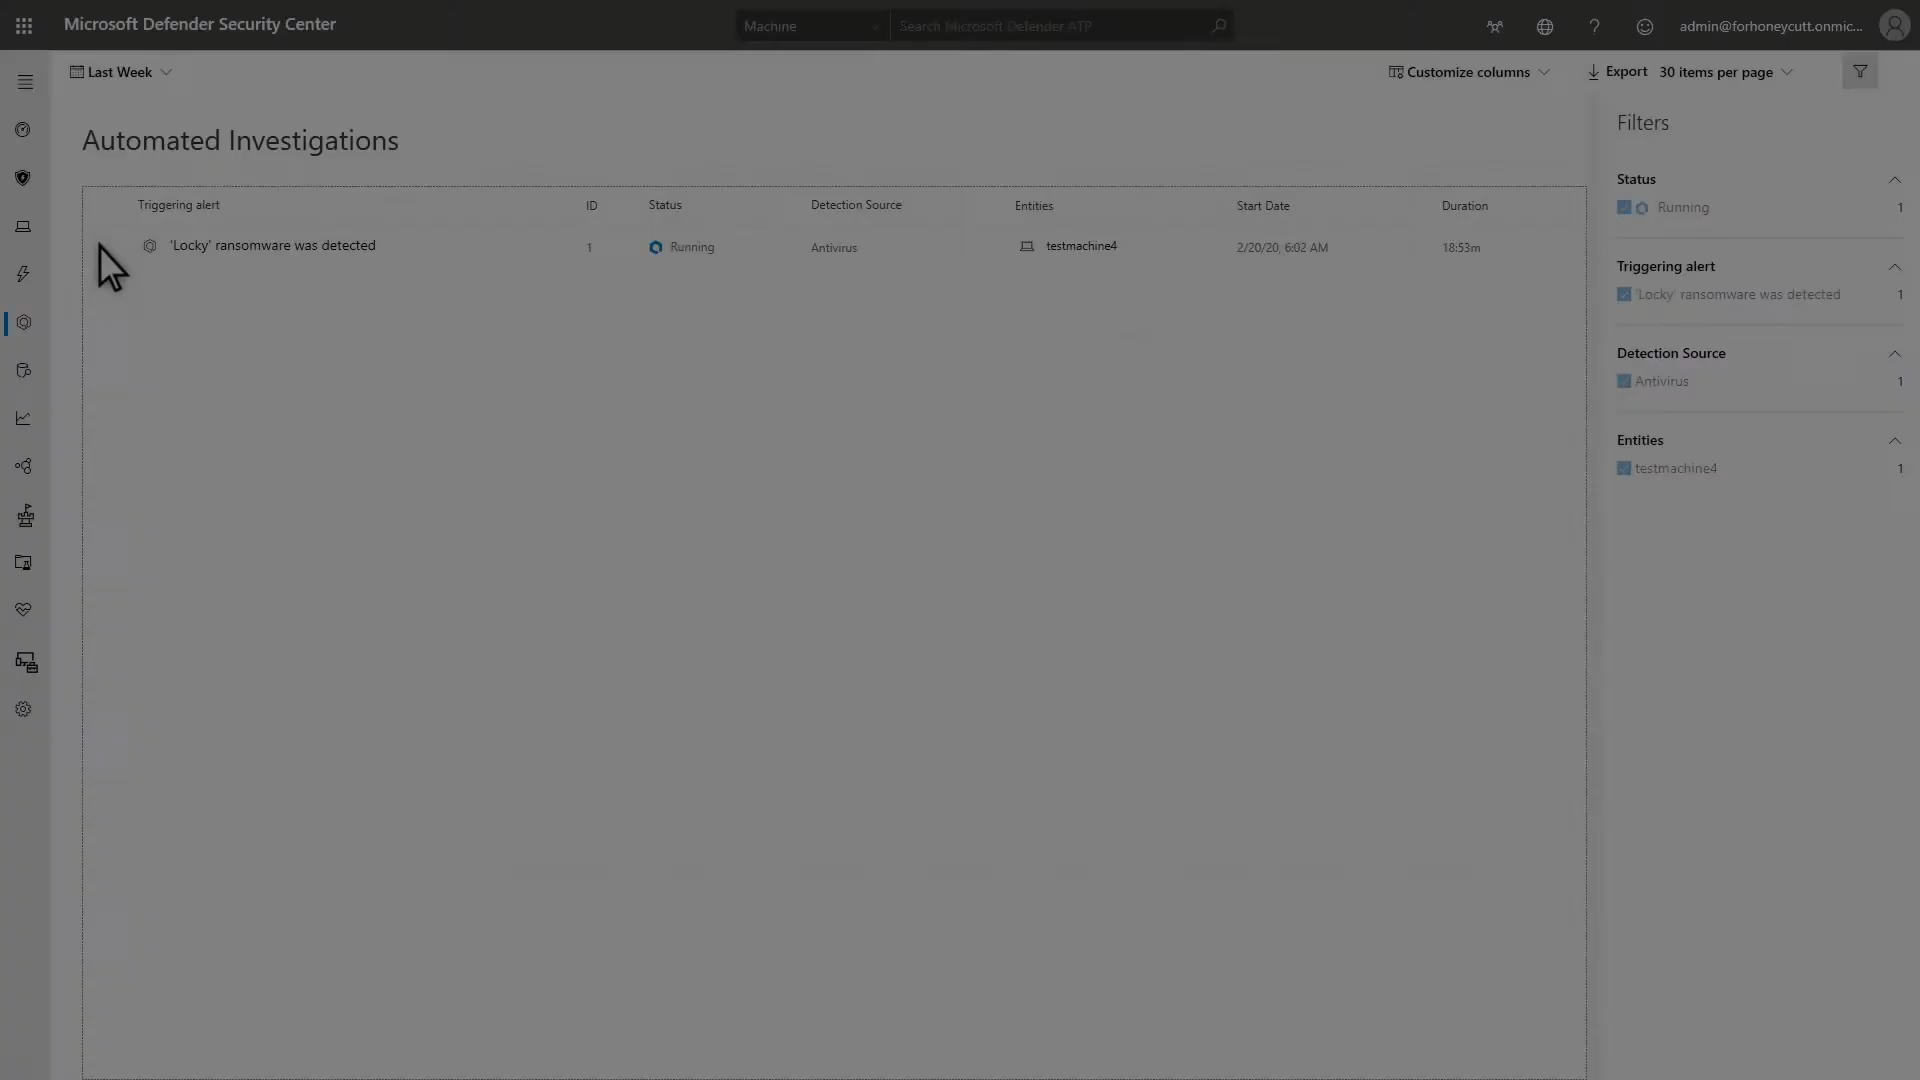 Microsoft Defender Security Center
Machine
Search Microsoft Defender ATP
admin@forhoneycutt.onmic...
Last Week
Customize columns
Export
30 items per page
Automated Investigations
Triggering alert ID Status Detection Source Entities Start Date Duration
'Locky' ransomware was detected 1 Running Antivirus testmachine4 2/20/20, 6:02 AM 18:53m
Filters
Status
Running 1
Triggering alert
'Locky' ransomware was detected 1
Detection Source
Antivirus 1
Entities
testmachine4 1